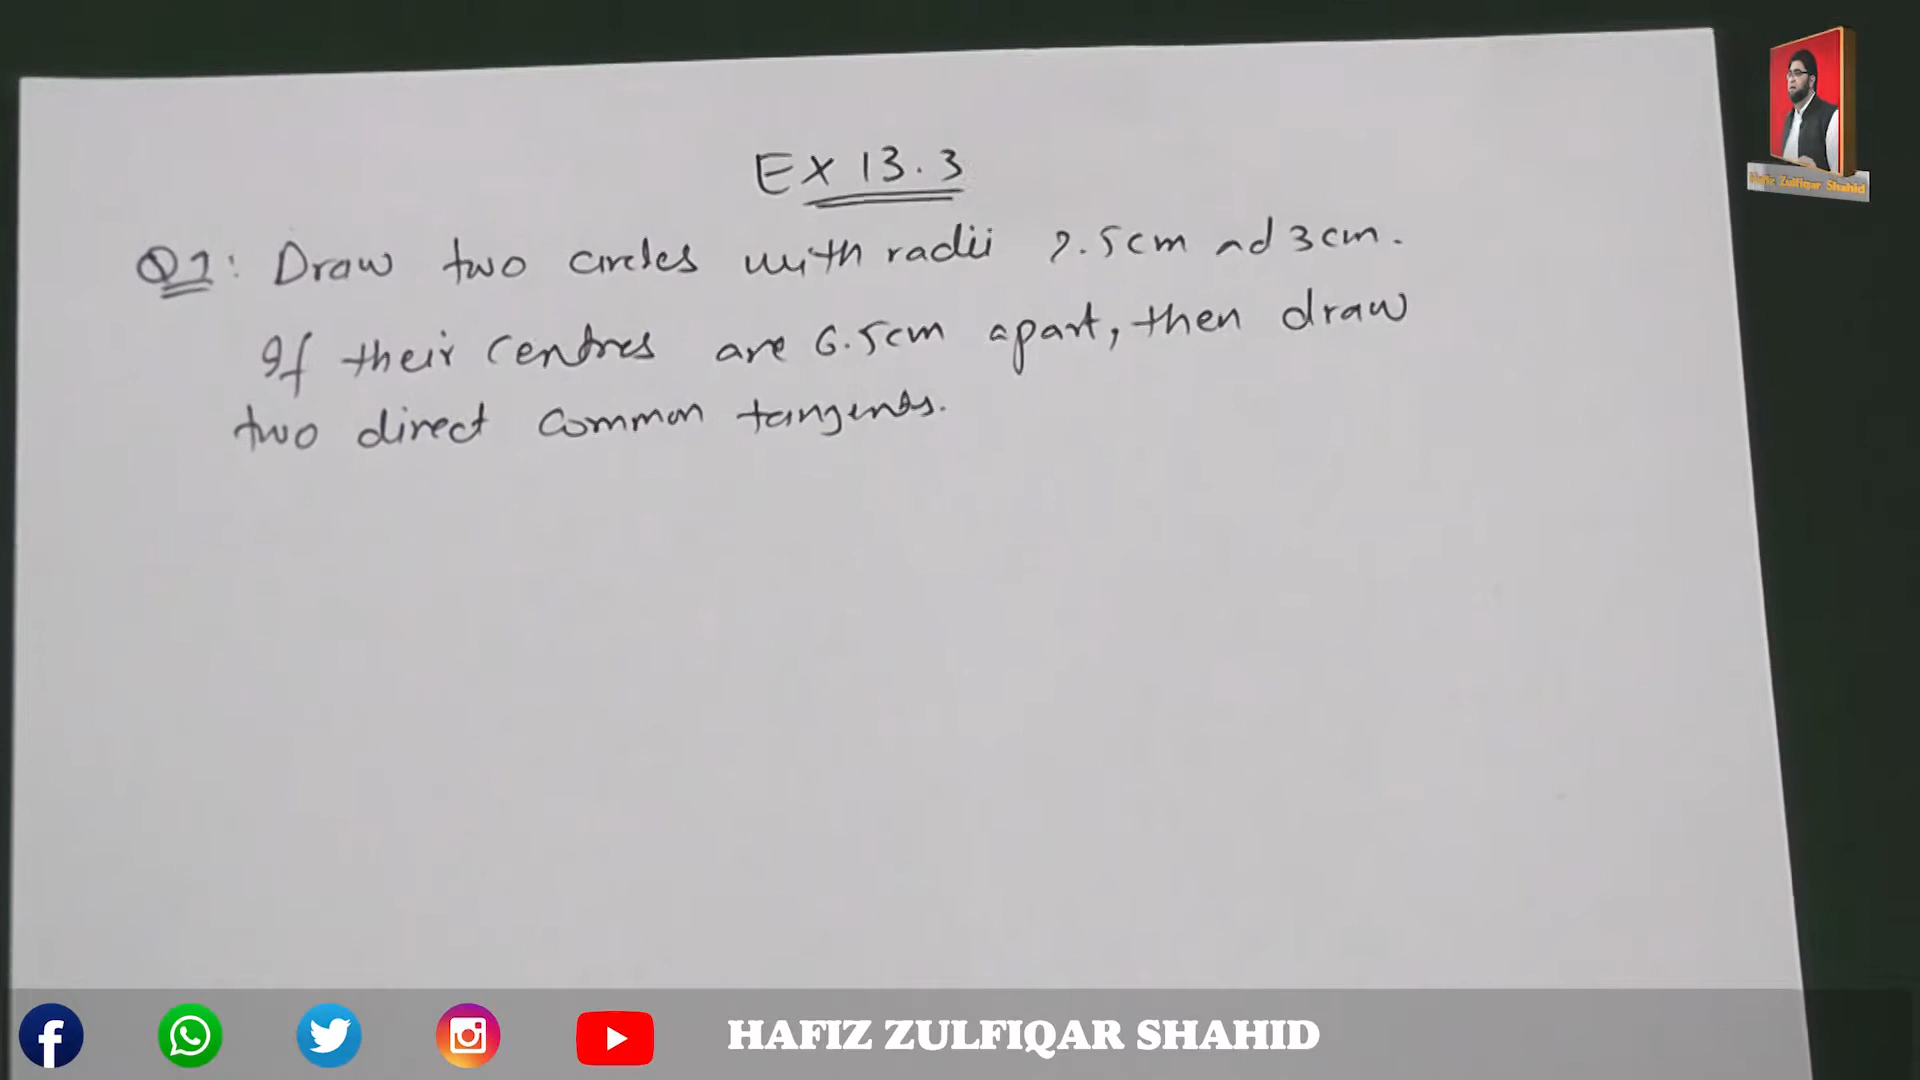 Ex 13.3
Q1: Draw two circles with radii 2.5cm nd 3cm.
If their centres are 6.5cm apart, then draw
two direct common tangents.
Hafiz Zulfiqar Shahid
HAFIZ ZULFIQAR SHAHID